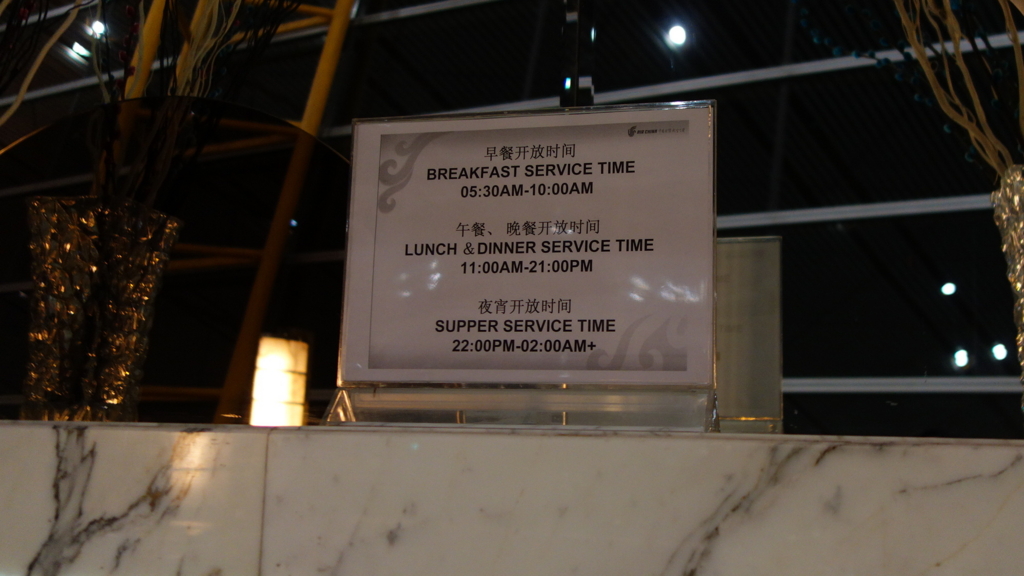 早餐开放时间
BREAKFAST SERVICE TIME
05:30AM-10:00AM
午餐、晚餐开放时间
LUNCH &DINNER SERVICE TIME
11:00AM-21:00PM
夜宵开放时间
SUPPER SERVICE TIME
22:00PM-02:00AM+